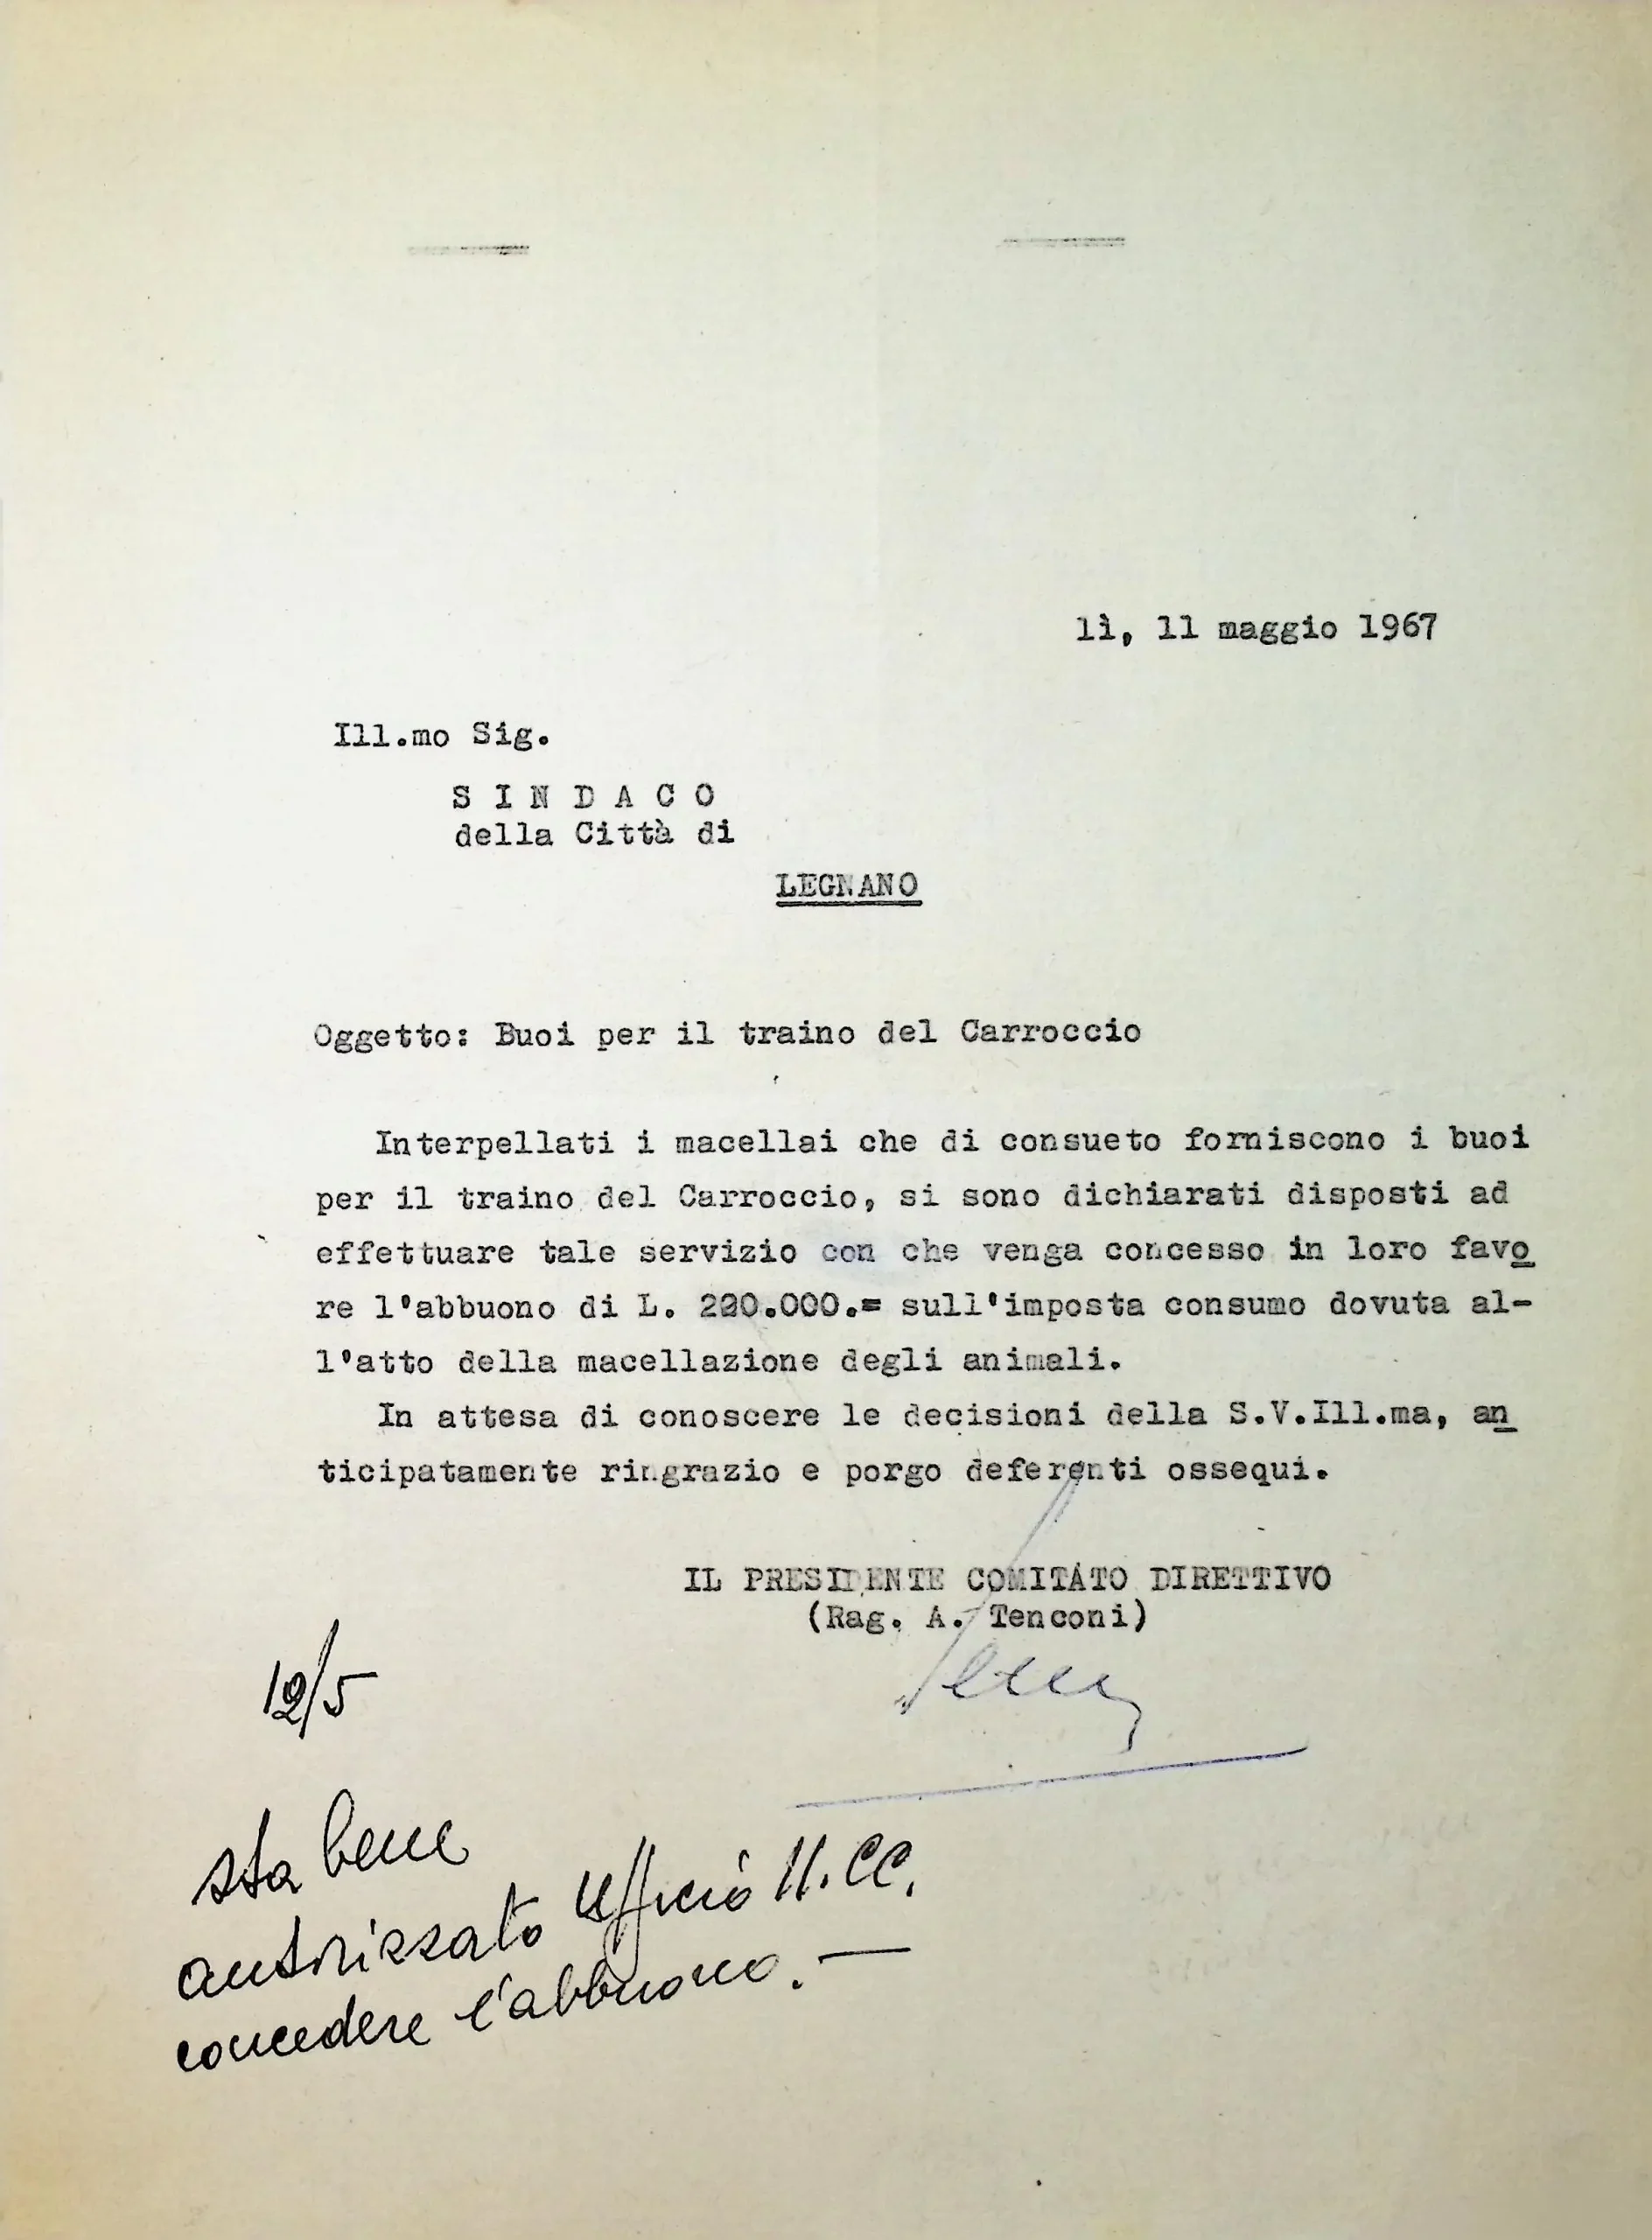 lì, 11 maggio 1967
Ill.mo Sig.
S I N D A C O
della Città di
LEGNANO
Oggetto: Buoi per il traino del Carroccio
Interpellati i macellai che di consueto forniscono i buoi
per il traino del Carroccio, si sono dichiarati disposti ad
effettuare tale servizio con che venga concesso in loro favo
re l'abbuono di L. 220.000.= sull'imposta consumo dovuta al-
l'atto della macellazione degli animali.
In attesa di conoscere le decisioni della S.V.Ill.ma, an
ticipatamente ringrazio e porgo deferenti ossequi.
IL PRESIDENTE COMITATO DIRETTIVO
(Rag. A. Tenconi)
12/5
sta bene
autorizzato Ufficio II.CC.
concedere l'abbuono.—